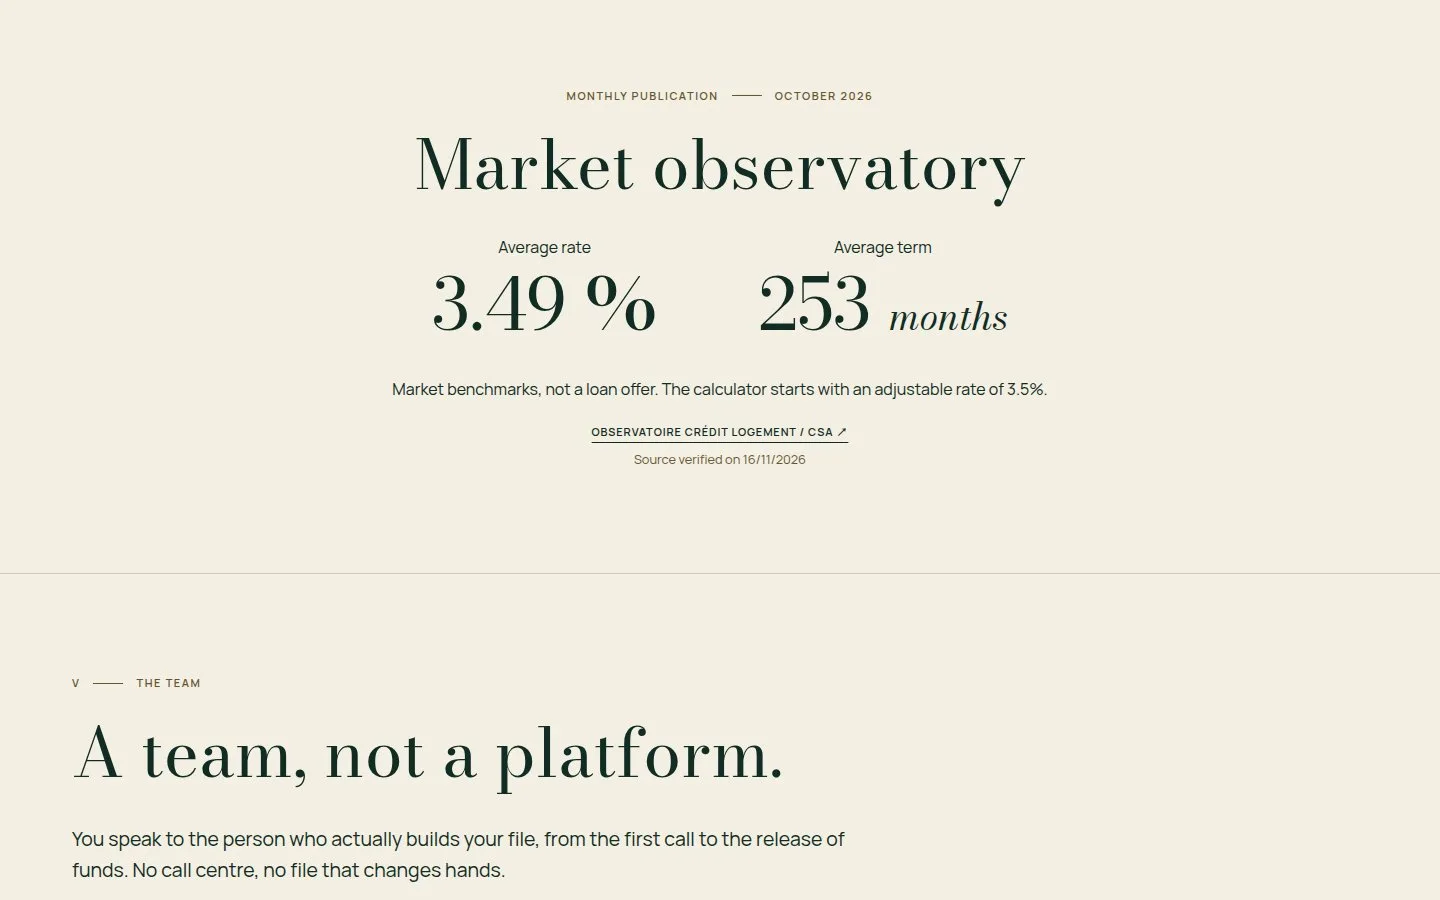 MONTHLY PUBLICATION — OCTOBER 2026
Market observatory
Average rate
3.49 %
Average term
253 months
Market benchmarks, not a loan offer. The calculator starts with an adjustable rate of 3.5%.
OBSERVATOIRE CRÉDIT LOGEMENT / CSA ↗
Source verified on 16/11/2026
V — THE TEAM
A team, not a platform.
You speak to the person who actually builds your file, from the first call to the release of
funds. No call centre, no file that changes hands.